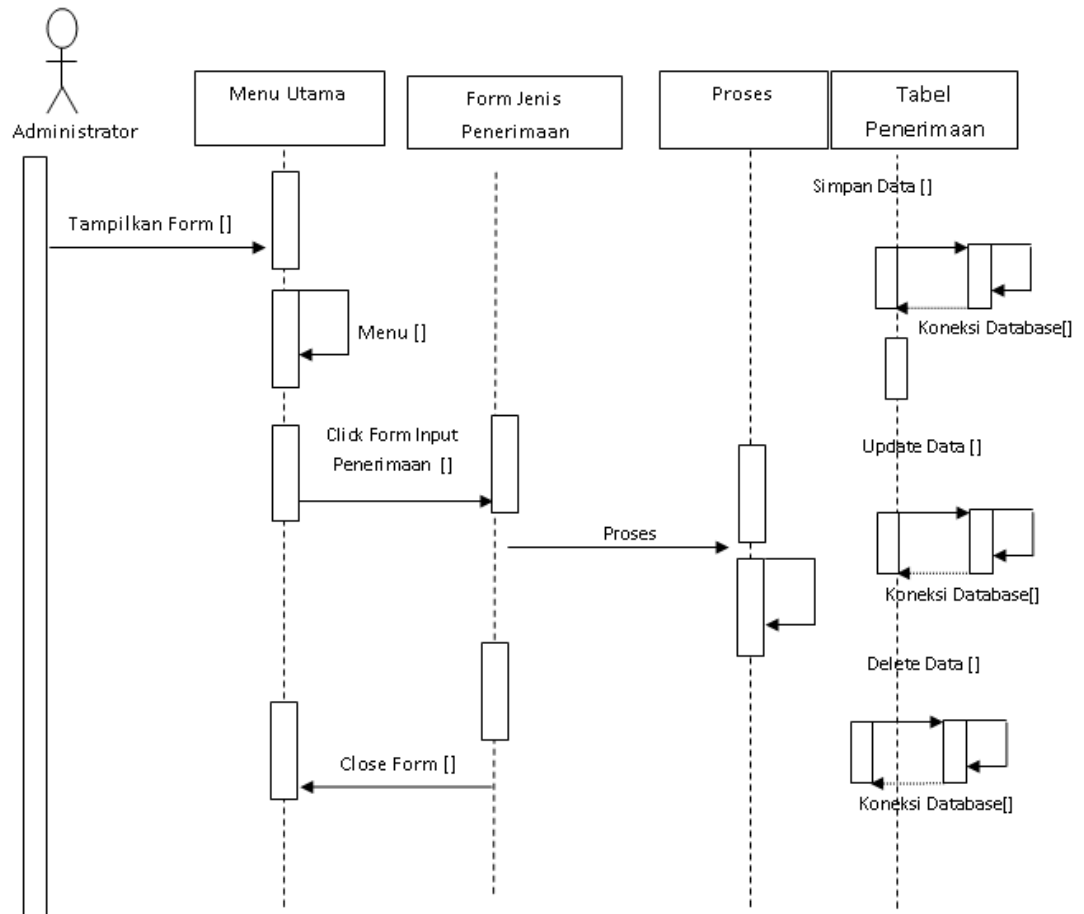 Administrator
Menu Utama
Form Jenis
Penerimaan
Proses
Tabel
Penerimaan
Simpan Data []
Tampilkan Form []
Koneksi Database[]
Menu []
Click Form Input
Penerimaan []
Update Data []
Proses
Koneksi Database[]
Delete Data []
Close Form []
Koneksi Database[]